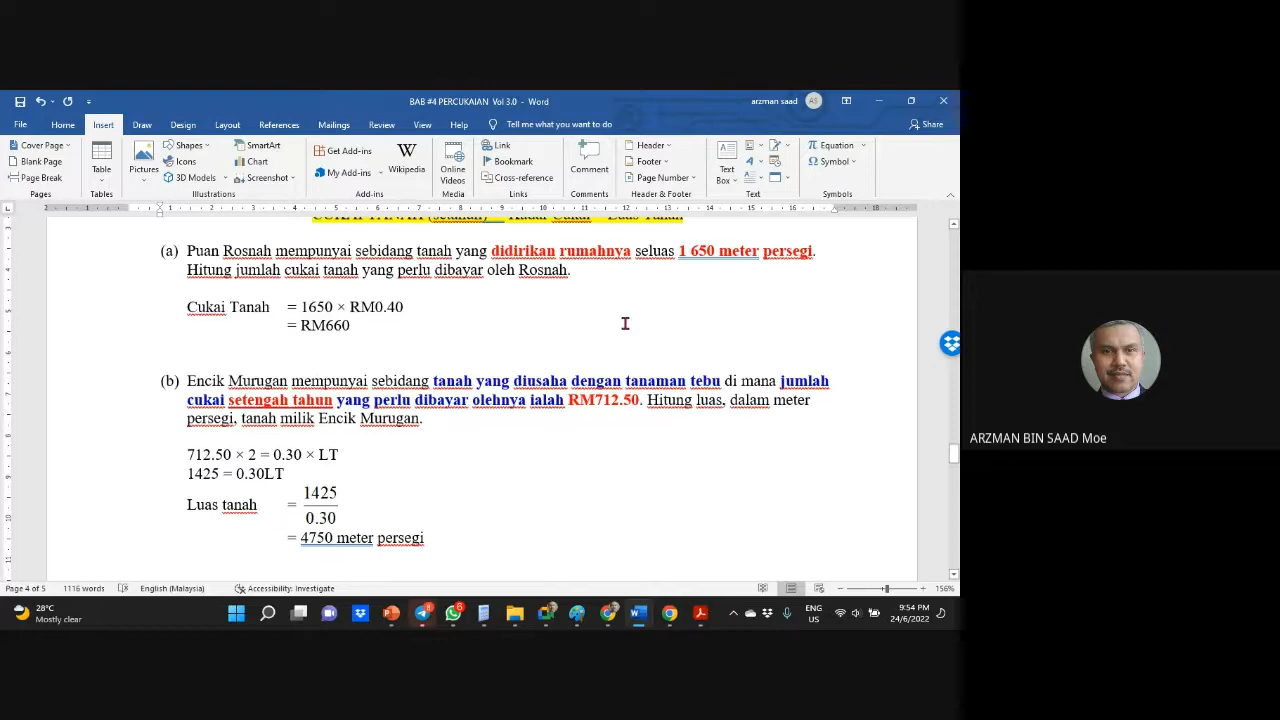 BAB #4 PERCUKAIAN Vol 3.0 - Word
arzman saad
AS
File Home Insert Draw Design Layout References Mailings Review View Help Tell me what you want to do
Share
Cover Page
Blank Page
Page Break
Pages
Table
Tables
Pictures
Shapes
Icons
3D Models
SmartArt
Chart
Screenshot
Illustrations
Get Add-ins
My Add-ins
Wikipedia
Add-ins
Online Videos
Media
Link
Bookmark
Cross-reference
Links
Comment
Comments
Header
Footer
Page Number
Header & Footer
Text Box
Text
Equation
Symbol
Symbols
(a) Puan Rosnah mempunyai sebidang tanah yang didirikan rumahnya seluas 1 650 meter persegi.
Hitung jumlah cukai tanah yang perlu dibayar oleh Rosnah.
Cukai Tanah = 1650 × RM0.40
= RM660
(b) Encik Murugan mempunyai sebidang tanah yang diusaha dengan tanaman tebu di mana jumlah
cukai setengah tahun yang perlu dibayar olehnya ialah RM712.50. Hitung luas, dalam meter
persegi, tanah milik Encik Murugan.
712.50 × 2 = 0.30 × LT
1425 = 0.30LT
Luas tanah = 1425
0.30
= 4750 meter persegi
Page 4 of 5 1116 words English (Malaysia) Accessibility: Investigate
156%
28°C
Mostly clear
ENG
US
9:54 PM
24/6/2022
ARZMAN BIN SAAD Moe